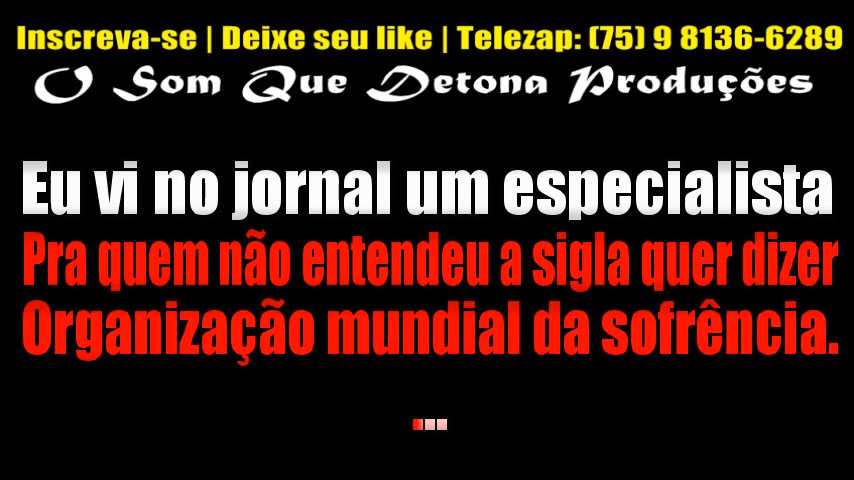 Inscreva-se | Deixe seu like | Telezap: (75) 9 8136-6289
O Som Que Detona Produções
Eu vi no jornal um especialista
Pra quem não entendeu a sigla quer dizer
Organização mundial da sofrência.